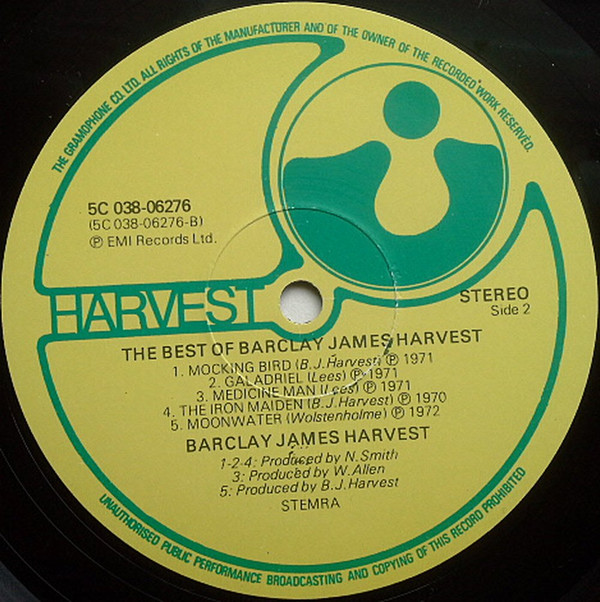 THE GRAMOPHONE CO. LTD. ALL RIGHTS OF THE MANUFACTURER AND OF THE OWNER OF THE RECORDED WORK RESERVED.
5C 038-06276
(5C 038-06276-B)
℗ EMI Records Ltd.
HARVEST
STEREO
Side 2
THE BEST OF BARCLAY JAMES HARVEST
1. MOCKING BIRD (B.J.Harvest) ℗ 1971
2. GALADRIEL (Lees) ℗ 1971
3. MEDICINE MAN (Lees) ℗ 1971
4. THE IRON MAIDEN (B.J. Harvest) ℗ 1970
5. MOONWATER (Wolstenholme) ℗ 1972
BARCLAY JAMES HARVEST
1-2-4: Produced by N. Smith
3: Produced by W. Allen
5: Produced by B.J. Harvest
STEMRA
UNAUTHORISED PUBLIC PERFORMANCE BROADCASTING AND COPYING OF THIS RECORD PROHIBITED